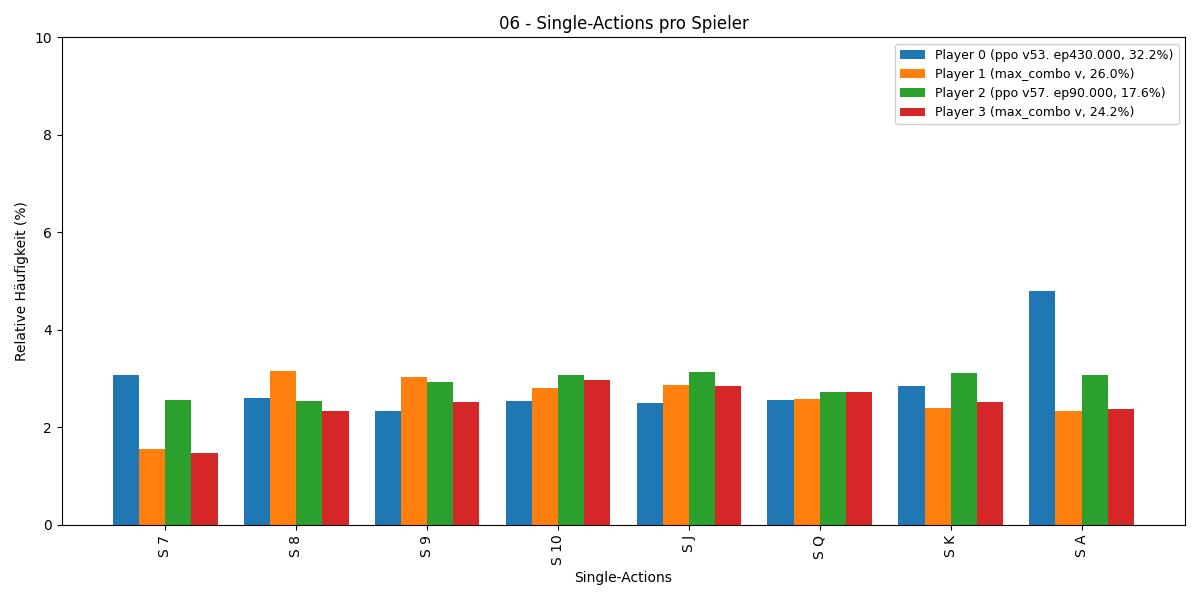 06 - Single-Actions pro Spieler
Player 0 (ppo v53. ep430.000, 32.2%)
Player 1 (max_combo v, 26.0%)
Player 2 (ppo v57. ep90.000, 17.6%)
Player 3 (max_combo v, 24.2%)
Relative Häufigkeit (%)
10
8
6
4
2
0
S 7
S 8
S 9
S 10
S J
S Q
S K
S A
Single-Actions